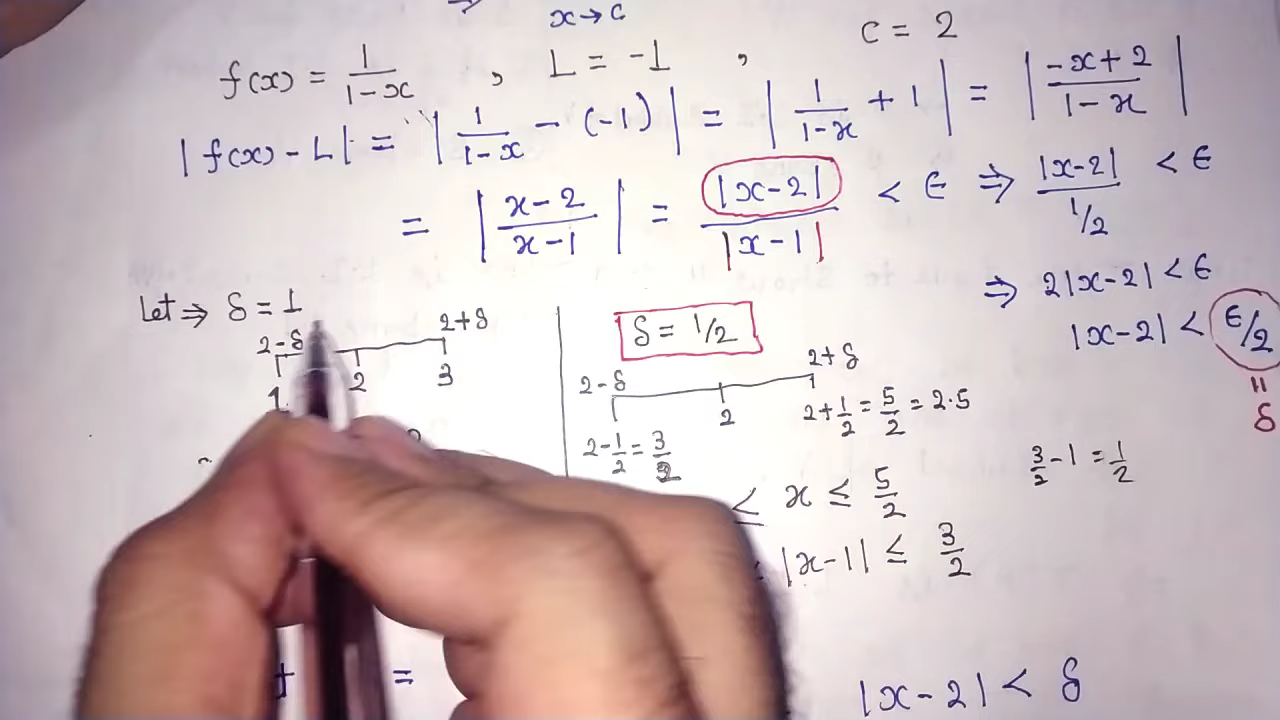 x→c
f(x) = 1/(1-x) , L = -1 , c = 2
|f(x) - L| = |1/(1-x) - (-1)| = |1/(1-x) + 1| = |(-x+2)/(1-x)|
= |(x-2)/(x-1)| = |x-2|/|x-1| < ϵ ⇒ |x-2|/(1/2) < ϵ
⇒ 2|x-2| < ϵ
|x-2| < ϵ/2
= δ
Let ⇒ δ = 1
2-δ 2+δ
1 2 3
δ = 1/2
2-δ 2+δ
2
2-1/2 = 3/2 2+1/2 = 5/2 = 2.5
3/2 - 1 = 1/2
≤ x ≤ 5/2
|x-1| ≤ 3/2
=
|x-2| < δ